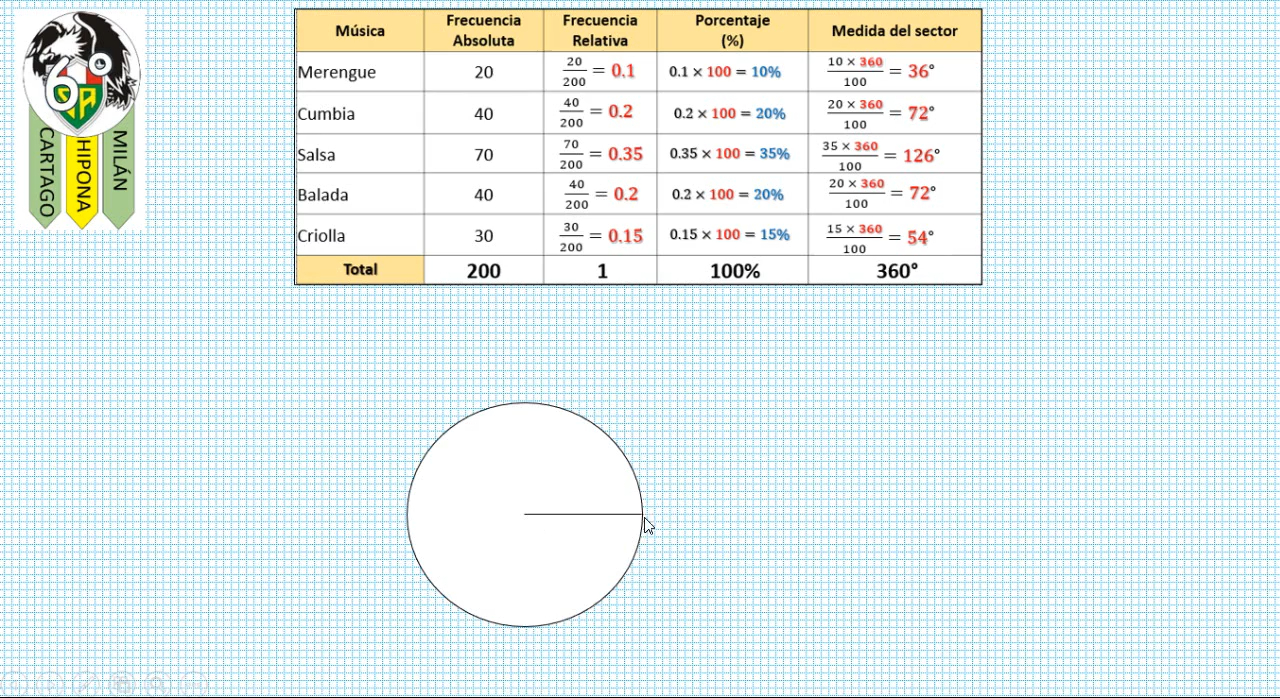 6°
CARTAGO
HIPONA
MILÁN
Música Frecuencia Absoluta Frecuencia Relativa Porcentaje (%) Medida del sector
Merengue 20 20/200 = 0.1 0.1 × 100 = 10% 10 × 360/100 = 36°
Cumbia 40 40/200 = 0.2 0.2 × 100 = 20% 20 × 360/100 = 72°
Salsa 70 70/200 = 0.35 0.35 × 100 = 35% 35 × 360/100 = 126°
Balada 40 40/200 = 0.2 0.2 × 100 = 20% 20 × 360/100 = 72°
Criolla 30 30/200 = 0.15 0.15 × 100 = 15% 15 × 360/100 = 54°
Total 200 1 100% 360°